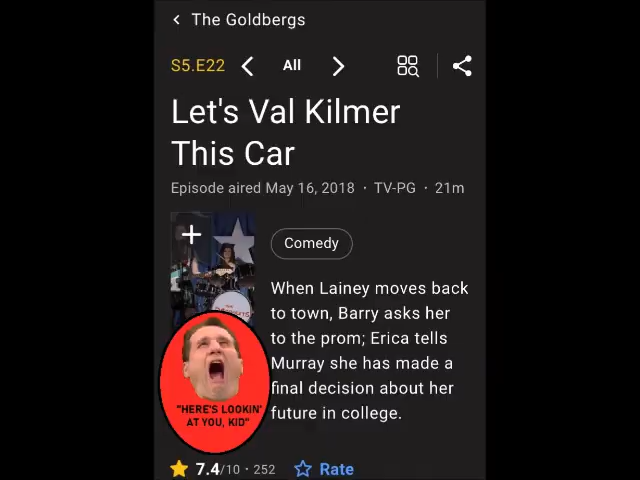 The Goldbergs
S5.E22 All
Let's Val Kilmer
This Car
Episode aired May 16, 2018 · TV-PG · 21m
Comedy
When Lainey moves back
to town, Barry asks her
to the prom; Erica tells
Murray she has made a
final decision about her
future in college.
"HERE'S LOOKIN'
AT YOU, KID"
7.4/10 · 252 Rate